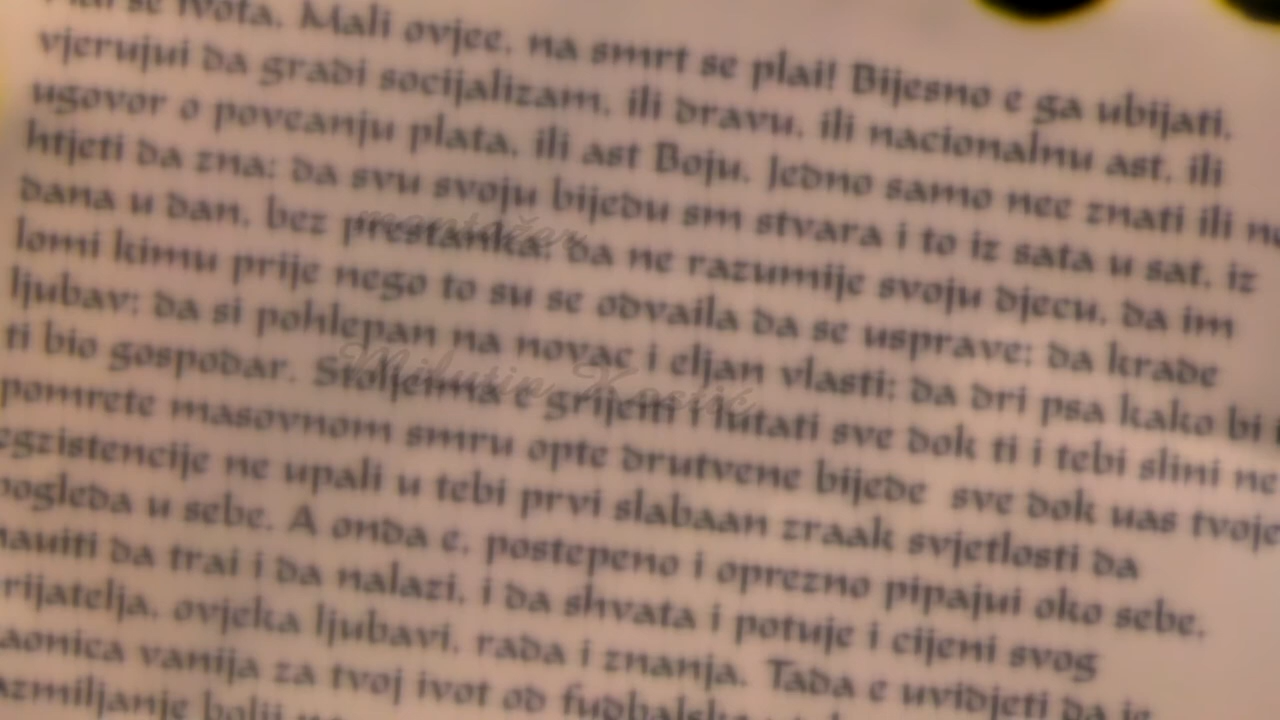 se ivota, Mali ovjee, na smrt se plai! Bijesno e ga ubijati,
vjerujui da gradi socijalizam, ili dravu, ili nacionalnu ast, ili
ugovor o poveanju plata, ili ast Boju. Jedno samo nee znati ili ne
htjeti da zna: da svu svoju bijedu sm stvara i to iz sata u sat, iz
dana u dan, bez prestanka; da ne razumije svoju djecu, da im
lomi kimu prije nego to su se odvaila da se usprave; da krade
ljubav; da si pohlepan na novac i eljan vlasti; da dri psa kako bi i
ti bio gospodar. Stoljeima e grijeiti i lutati sve dok ti i tebi slini ne
pomrete masovnom smru opte drutvene bijede sve dok uas tvoje
egzistencije ne upali u tebi prvi slabaan zraak svjetlosti da
pogleda u sebe. A onda e, postepeno i oprezno pipajui oko sebe,
nauiti da trai i da nalazi, i da shvata i potuje i cijeni svog
prijatelja, ovjeka ljubavi, rada i znanja. Tada e uvidjeti da je
vanija za tvoj ivot od
bolji
montažer
Milutin Kostić